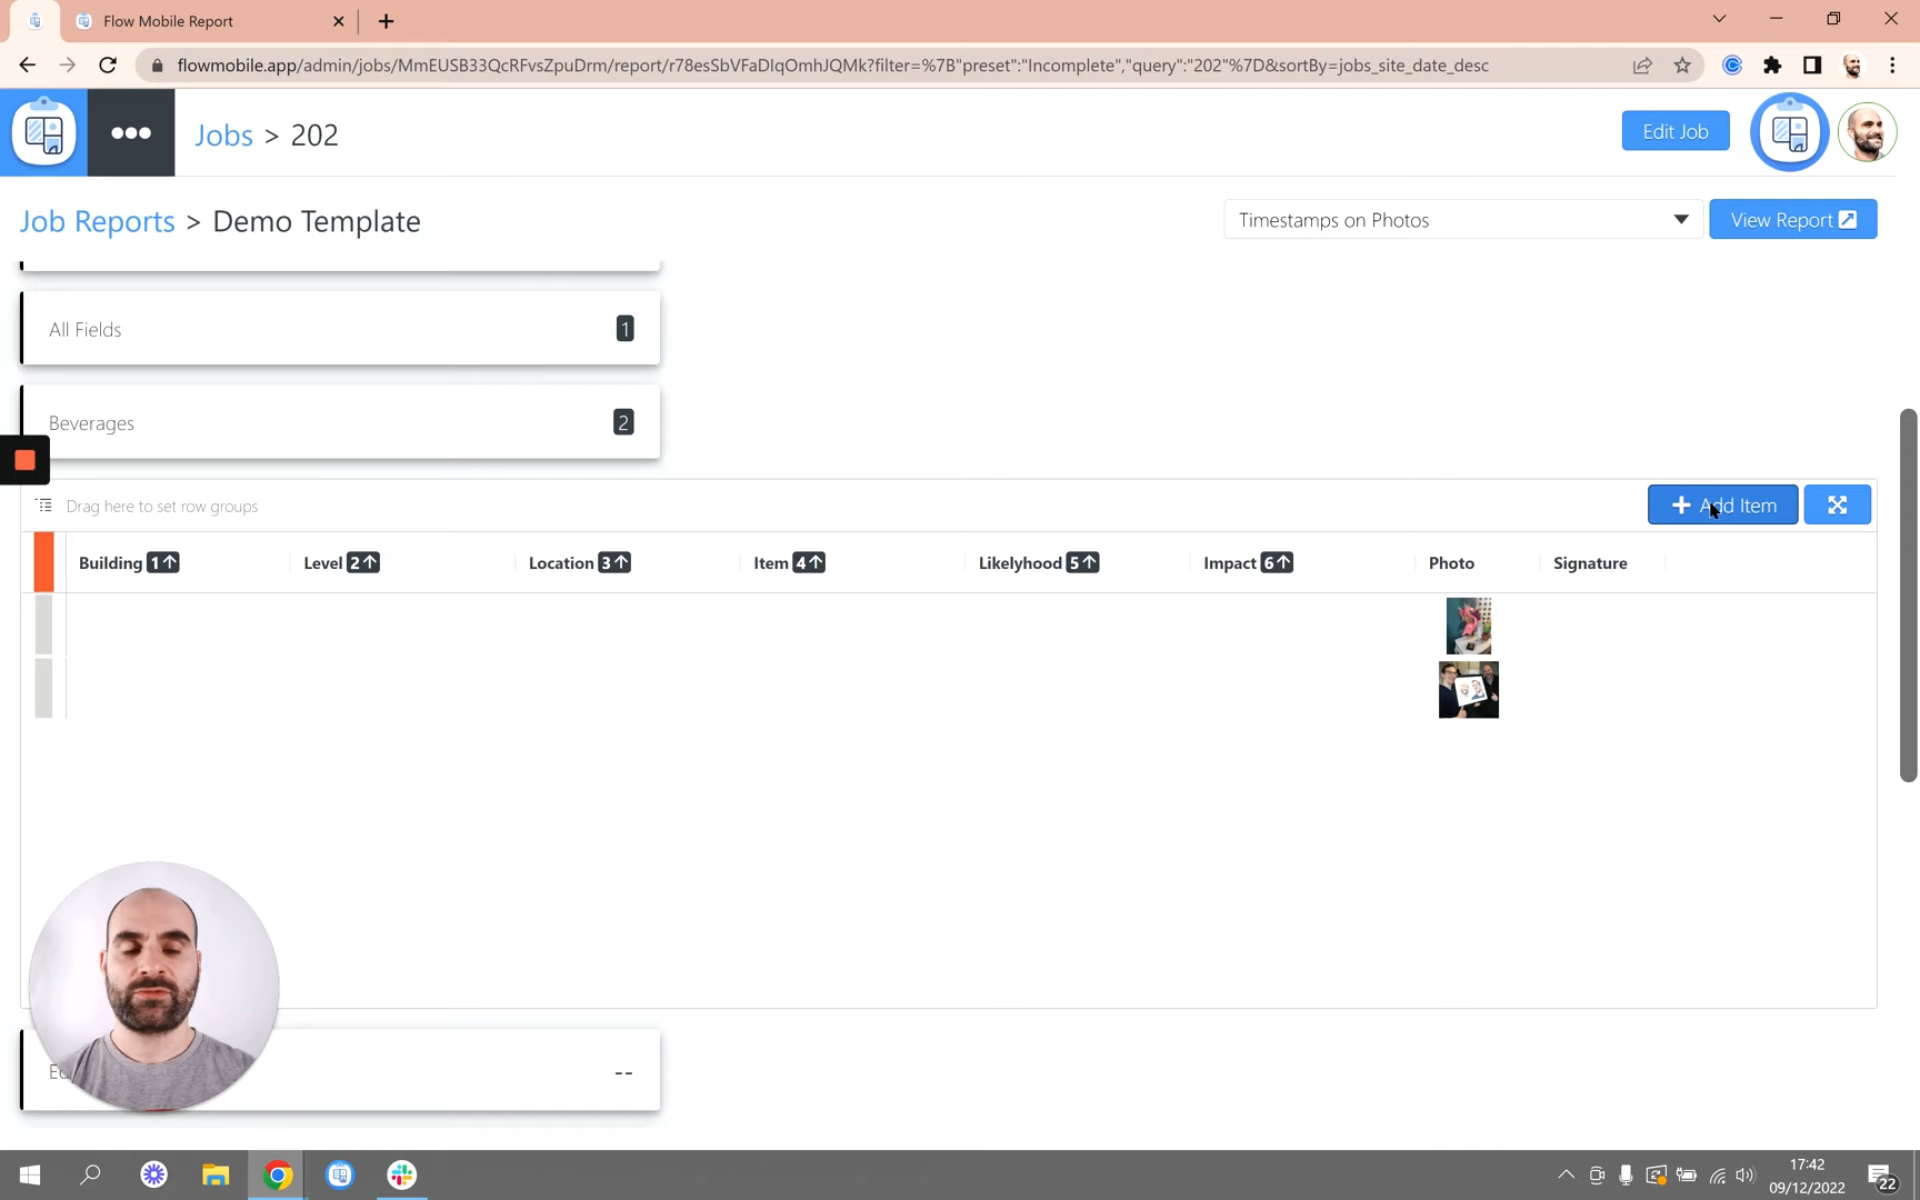 Flow Mobile Report
flowmobile.app/admin/jobs/MmEUSB33QcRFvsZpuDrm/report/r78esSbVFaDIqOmhJQMk?filter=%7B"preset":"Incomplete","query":"202"%7D&sortBy=jobs_site_date_desc
Jobs > 202
Edit Job
Job Reports > Demo Template
Timestamps on Photos
View Report
All Fields 1
Beverages 2
Drag here to set row groups
+ Add Item
Building 1↑ Level 2↑ Location 3↑ Item 4↑ Likelyhood 5↑ Impact 6↑ Photo Signature
--
17:42
09/12/2022
22